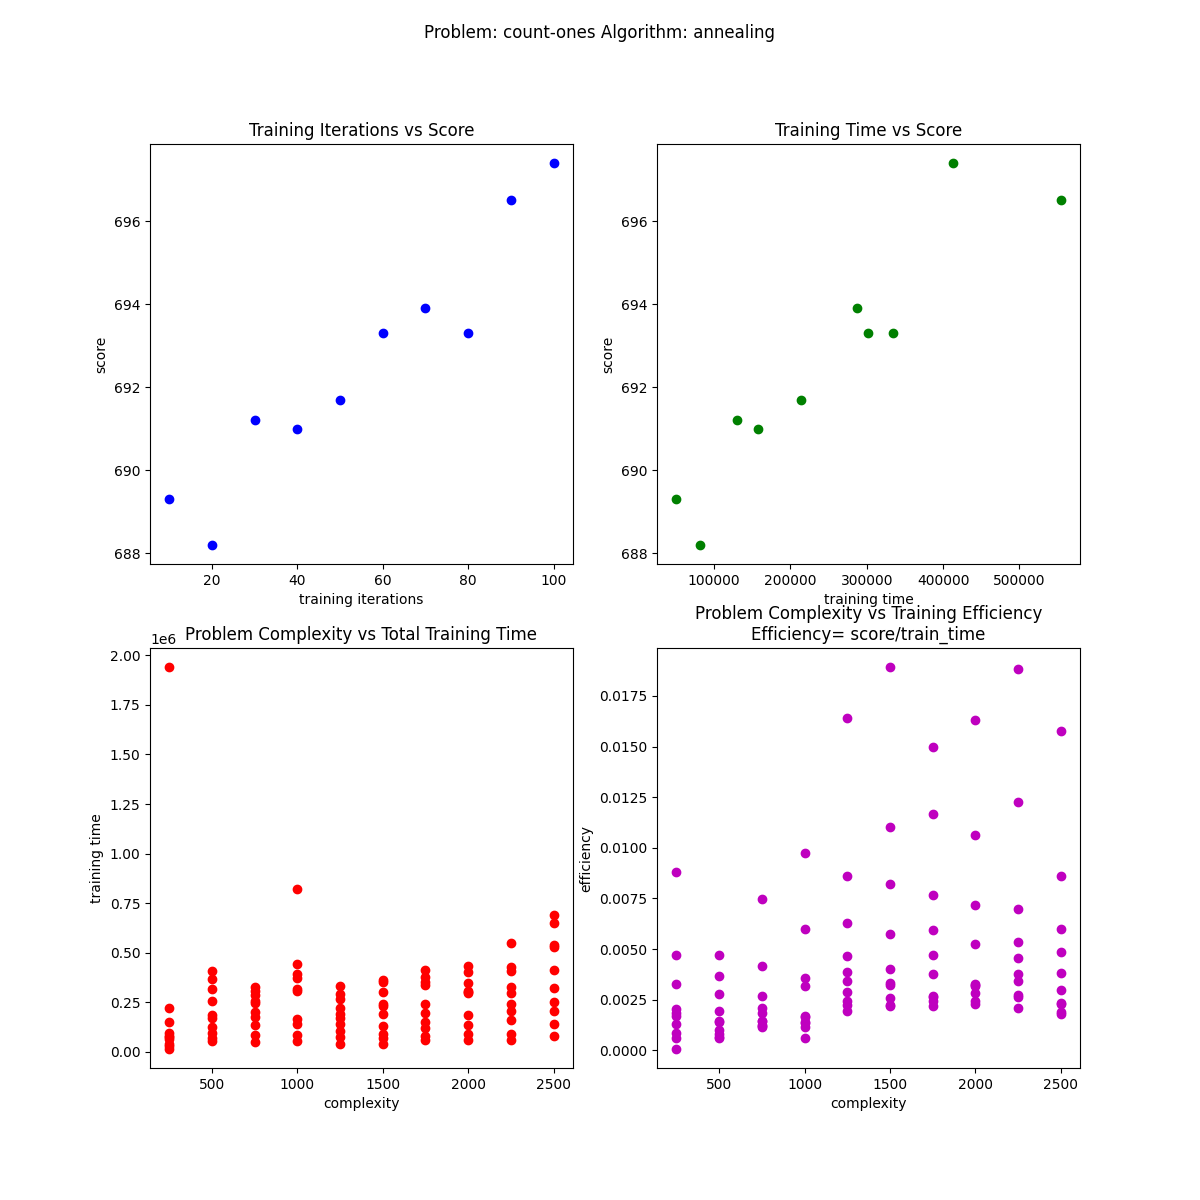 Problem: count-ones Algorithm: annealing
Training Iterations vs Score
score
696
694
692
690
688
20 40 60 80 100
training iterations
Training Time vs Score
score
696
694
692
690
688
100000 200000 300000 400000 500000
training time
1e6
Problem Complexity vs Total Training Time
training time
2.00
1.75
1.50
1.25
1.00
0.75
0.50
0.25
0.00
500 1000 1500 2000 2500
complexity
Problem Complexity vs Training Efficiency
Efficiency= score/train_time
efficiency
0.0175
0.0150
0.0125
0.0100
0.0075
0.0050
0.0025
0.0000
500 1000 1500 2000 2500
complexity